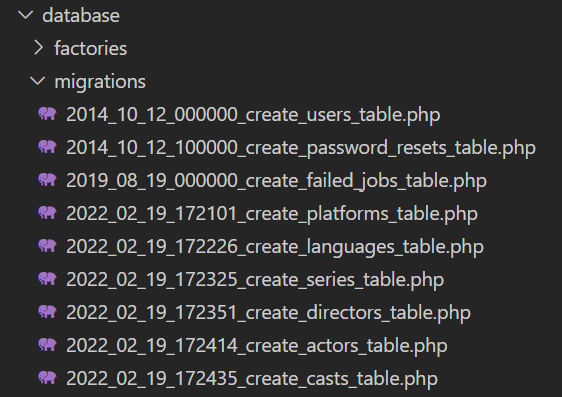 database
factories
migrations
2014_10_12_000000_create_users_table.php
2014_10_12_100000_create_password_resets_table.php
2019_08_19_000000_create_failed_jobs_table.php
2022_02_19_172101_create_platforms_table.php
2022_02_19_172226_create_languages_table.php
2022_02_19_172325_create_series_table.php
2022_02_19_172351_create_directors_table.php
2022_02_19_172414_create_actors_table.php
2022_02_19_172435_create_casts_table.php